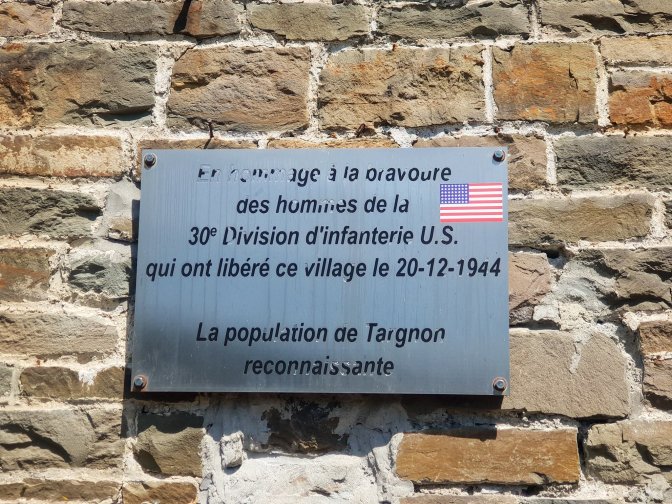 En hommage à la bravoure
des hommes de la
30e Division d'infanterie U.S.
qui ont libéré ce village le 20-12-1944
La population de Targnon
reconnaissante